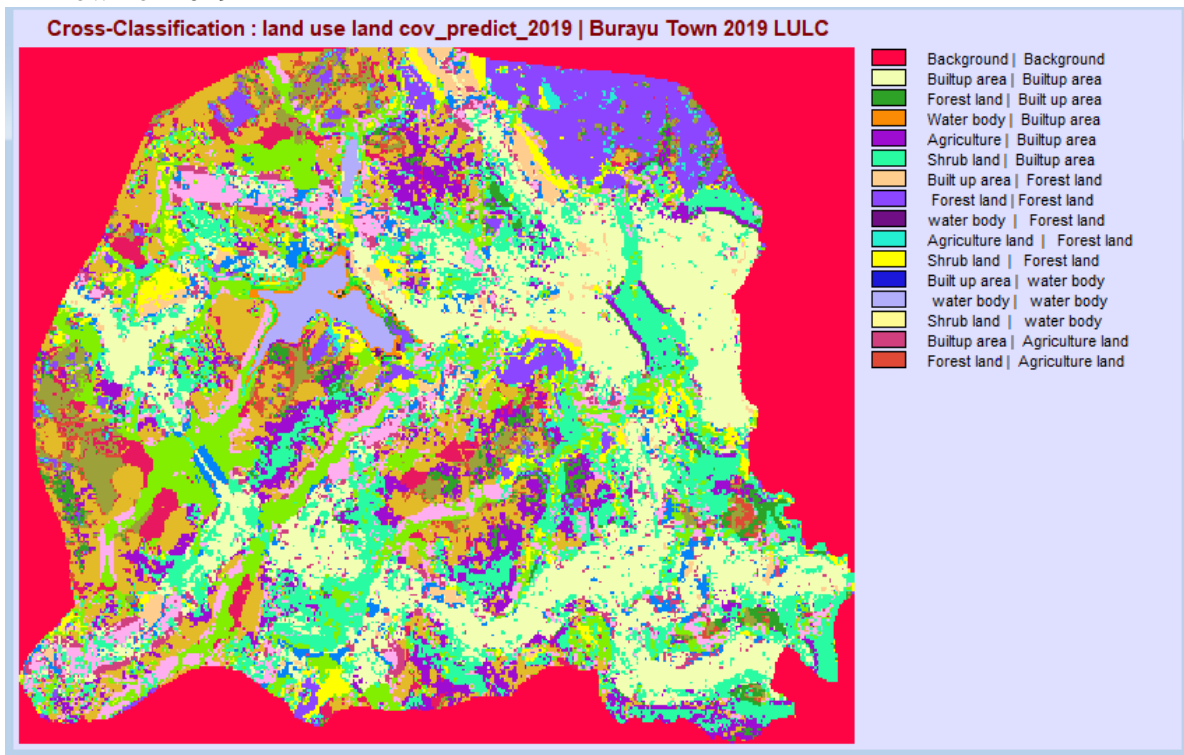 Cross-Classification : land use land cov_predict_2019 | Burayu Town 2019 LULC
Background | Background
Builtup area | Builtup area
Forest land | Built up area
Water body | Builtup area
Agriculture | Builtup area
Shrub land | Builtup area
Built up area | Forest land
Forest land | Forest land
water body | Forest land
Agriculture land | Forest land
Shrub land | Forest land
Built up area | water body
water body | water body
Shrub land | water body
Builtup area | Agriculture land
Forest land | Agriculture land